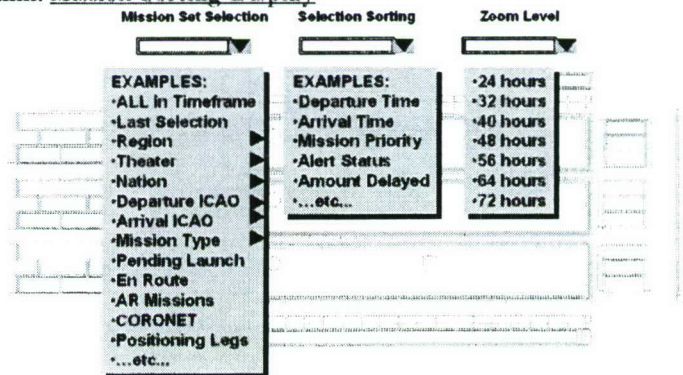 Mission Set Selection
Selection Sorting
Zoom Level
EXAMPLES:
•ALL in Timeframe
•Last Selection
•Region
•Theater
•Nation
•Departure ICAO
•Arrival ICAO
•Mission Type
•Pending Launch
•En Route
•AR Missions
•CORONET
•Positioning Legs
•...etc...
EXAMPLES:
•Departure Time
•Arrival Time
•Mission Priority
•Alert Status
•Amount Delayed
•...etc...
•24 hours
•32 hours
•40 hours
•48 hours
•56 hours
•64 hours
•72 hours